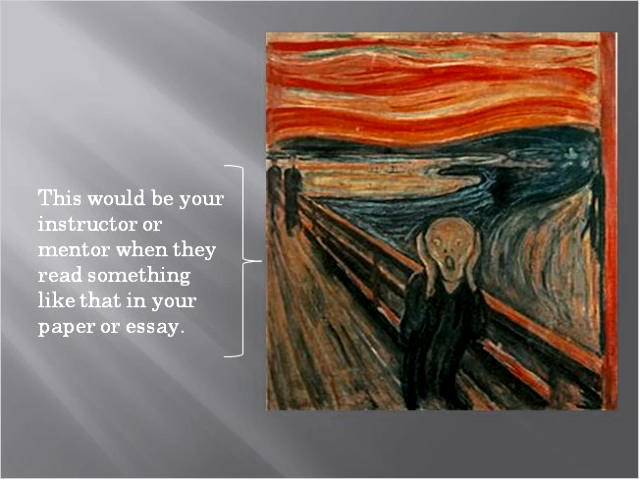 This would be your
instructor or
mentor when they
read something
like that in your
paper or essay.